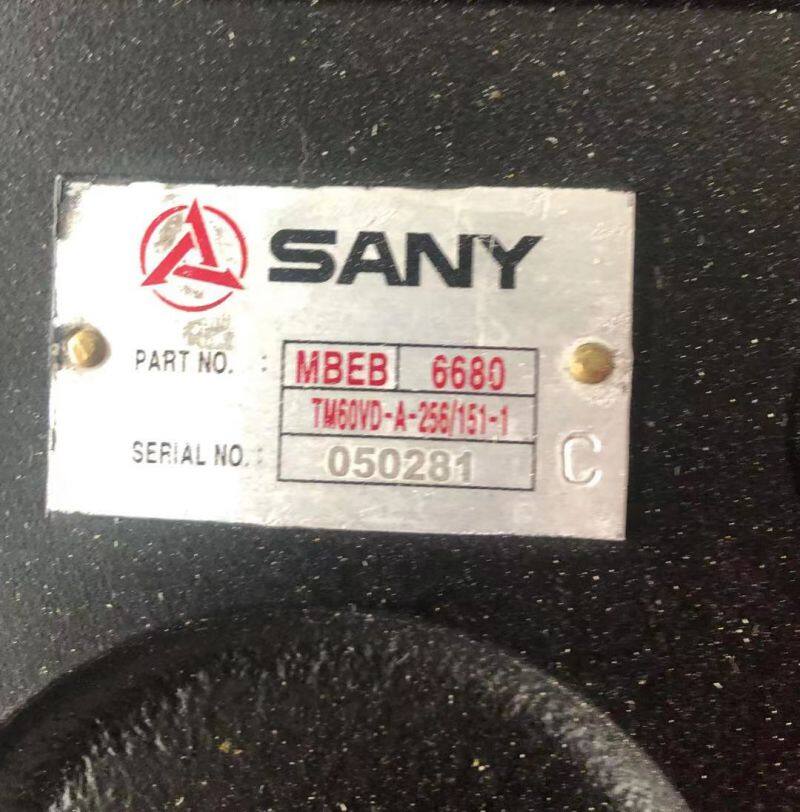 SANY
PART NO. : MBEB 6680
TM60VD-A-256/151-1
SERIAL NO. : 050281
C